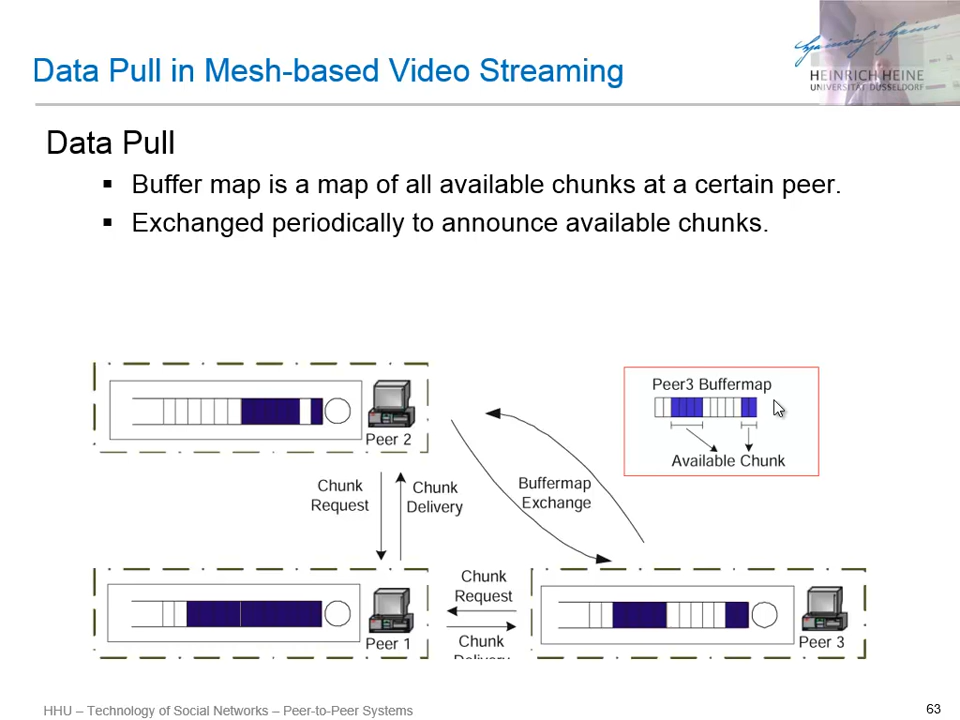 Data Pull in Mesh-based Video Streaming
Heinrich Heine
HEINRICH HEINE
UNIVERSITÄT DÜSSELDORF
Data Pull
Buffer map is a map of all available chunks at a certain peer.
Exchanged periodically to announce available chunks.
Peer3 Buffermap
Available Chunk
Peer 2
Chunk
Request
Chunk
Delivery
Buffermap
Exchange
Peer 1
Chunk
Request
Chunk
Delivery
Peer 3
HHU – Technology of Social Networks – Peer-to-Peer Systems
63